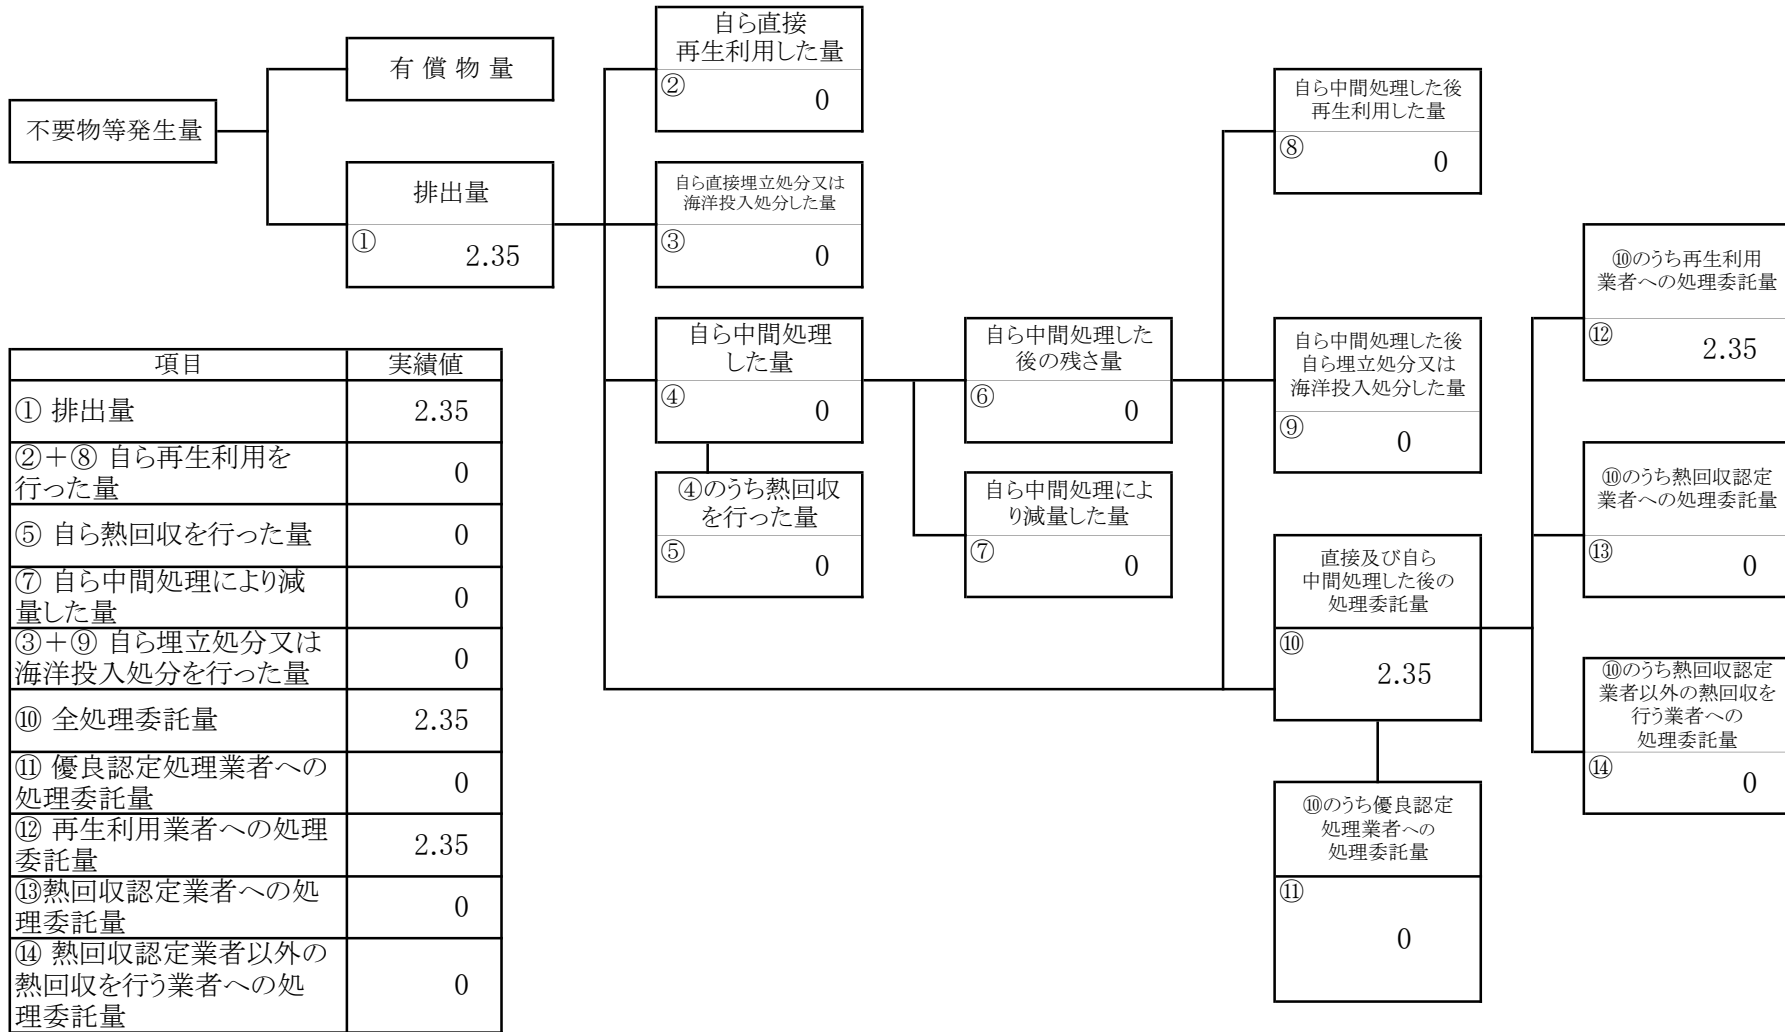 不要物等発生量
有償物量
排出量
①
2.35
自ら直接
再生利用した量
②
0
自ら直接埋立処分又は
海洋投入処分した量
③
0
自ら中間処理
した量
④
0
④のうち熱回収
を行った量
⑤
0
自ら中間処理した
後の残さ量
⑥
0
自ら中間処理によ
り減量した量
⑦
0
自ら中間処理した後
再生利用した量
⑧
0
自ら中間処理した後
自ら埋立処分又は
海洋投入処分した量
⑨
0
直接及び自ら
中間処理した後の
処理委託量
⑩
2.35
⑩のうち優良認定
処理業者への
処理委託量
⑪
0
⑩のうち再生利用
業者への処理委託量
⑫
2.35
⑩のうち熱回収認定
業者への処理委託量
⑬
0
⑩のうち熱回収認定
業者以外の熱回収を
行う業者への
処理委託量
⑭
0
項目 実績値
① 排出量 2.35
②+⑧ 自ら再生利用を
行った量 0
⑤ 自ら熱回収を行った量 0
⑦ 自ら中間処理により減
量した量 0
③+⑨ 自ら埋立処分又は
海洋投入処分を行った量 0
⑩ 全処理委託量 2.35
⑪ 優良認定処理業者への
処理委託量 0
⑫ 再生利用業者への処理
委託量 2.35
⑬熱回収認定業者への処
理委託量 0
⑭ 熱回収認定業者以外の
熱回収を行う業者への処
理委託量 0